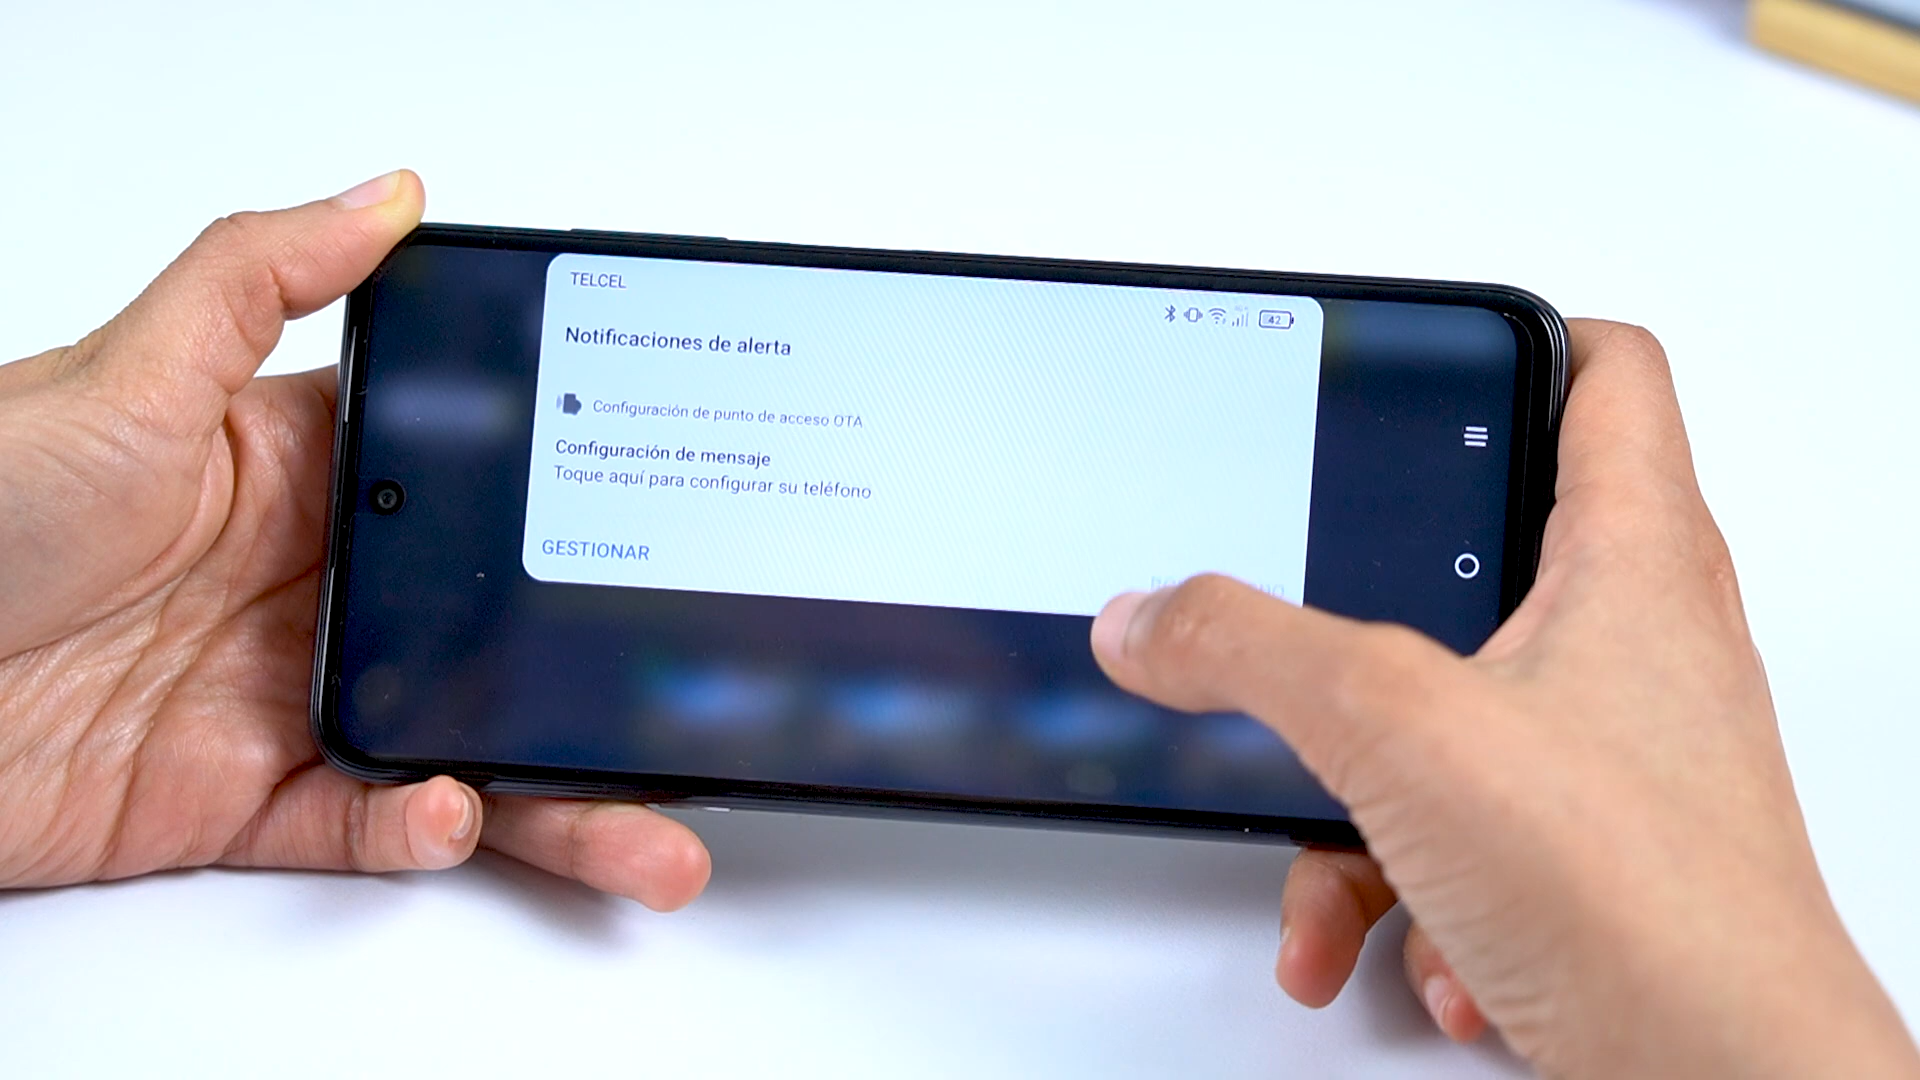 TELCEL
42
Notificaciones de alerta
Configuración de punto de acceso OTA
Configuración de mensaje
Toque aquí para configurar su teléfono
GESTIONAR